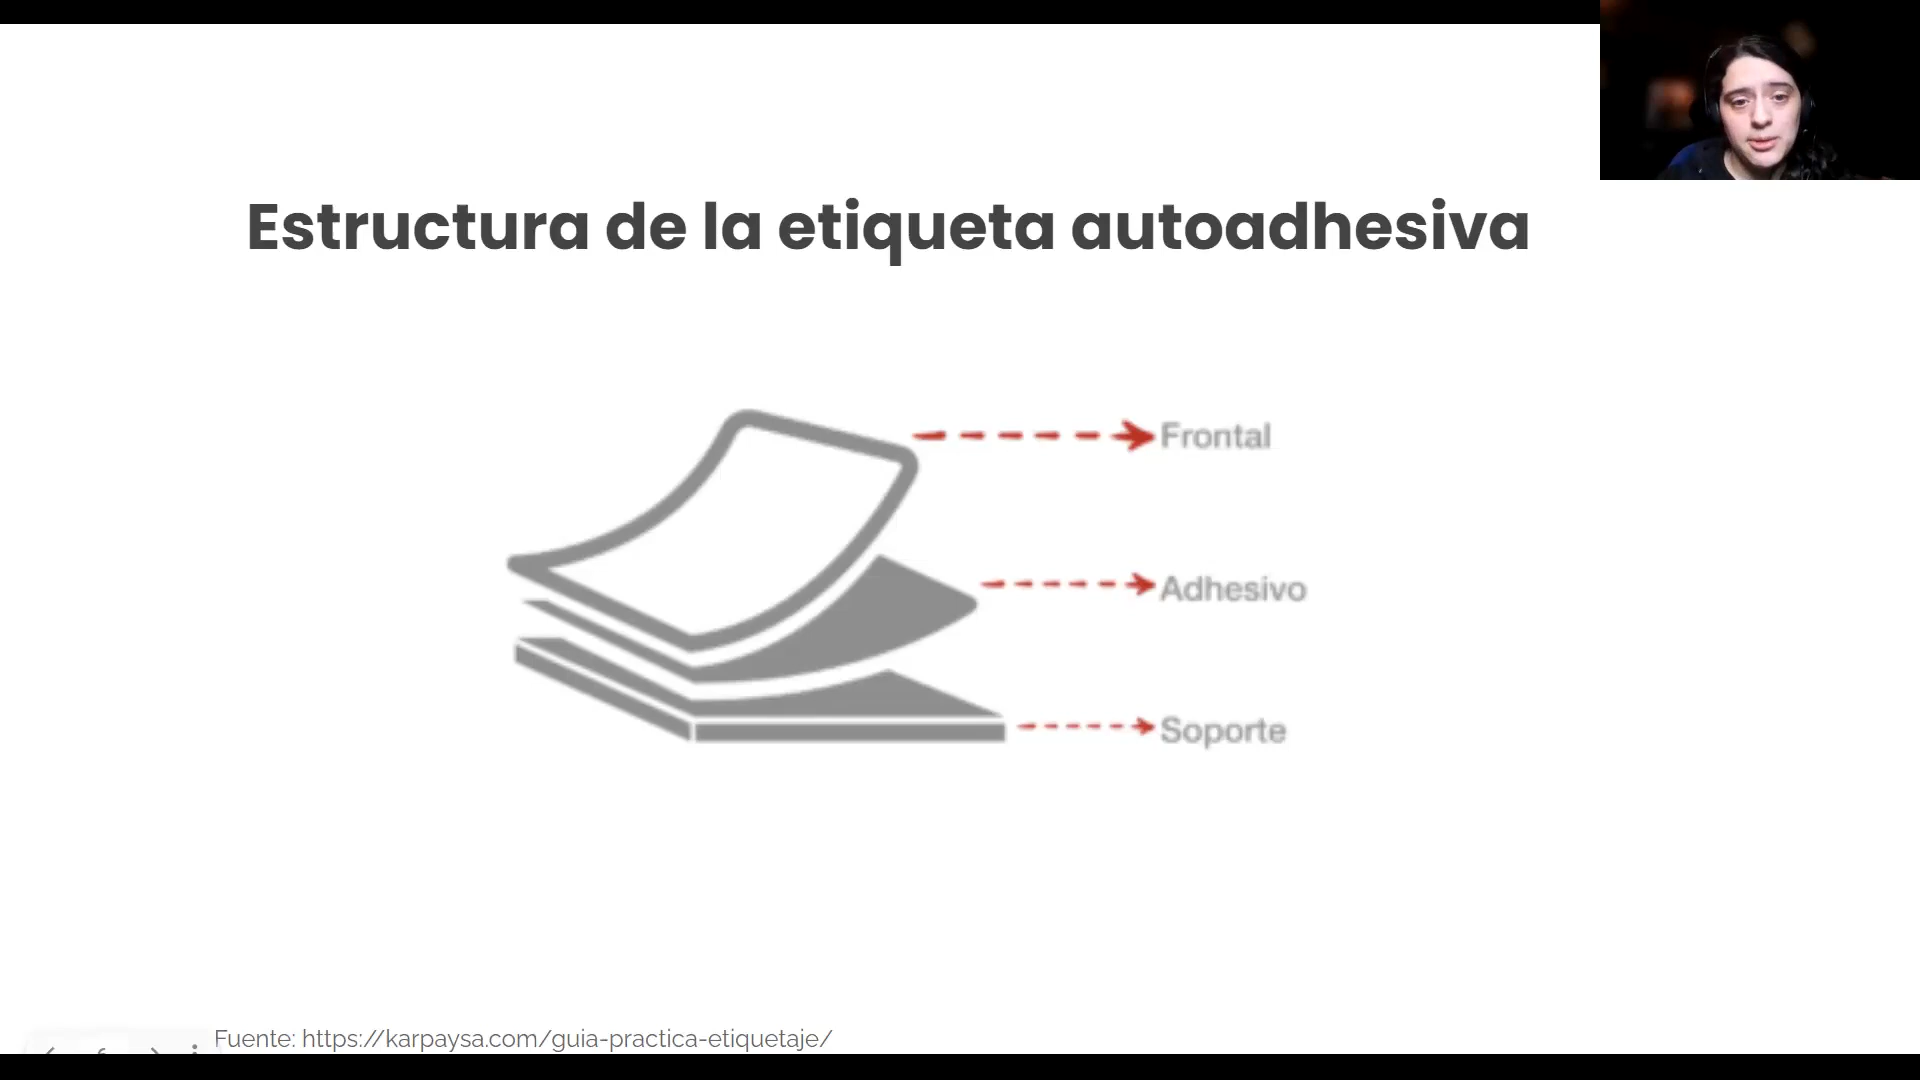 Estructura de la etiqueta autoadhesiva
Frontal
Adhesivo
Soporte
Fuente: https://karpaysa.com/guia-practica-etiquetaje/